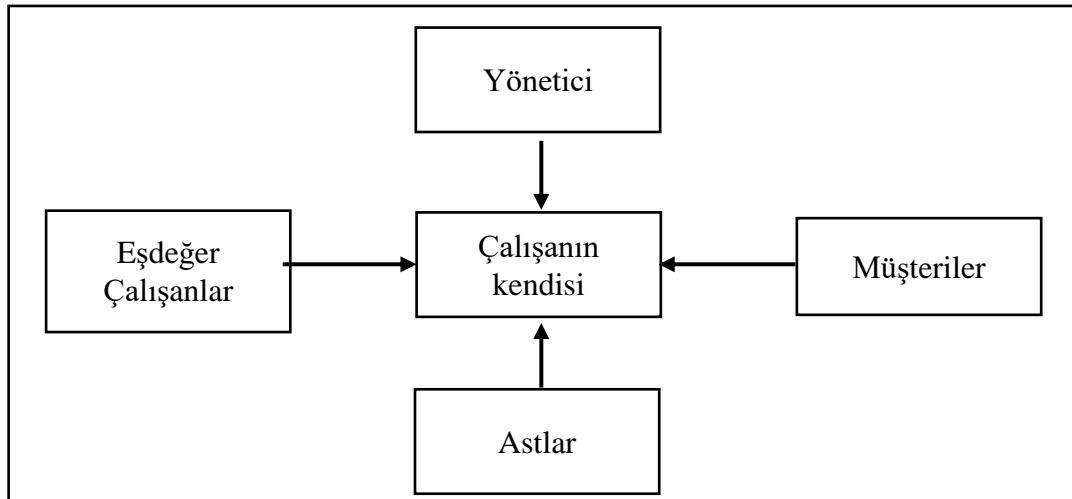 Yönetici
Eşdeğer
Çalışanlar
Çalışanın
kendisi
Müşteriler
Astlar